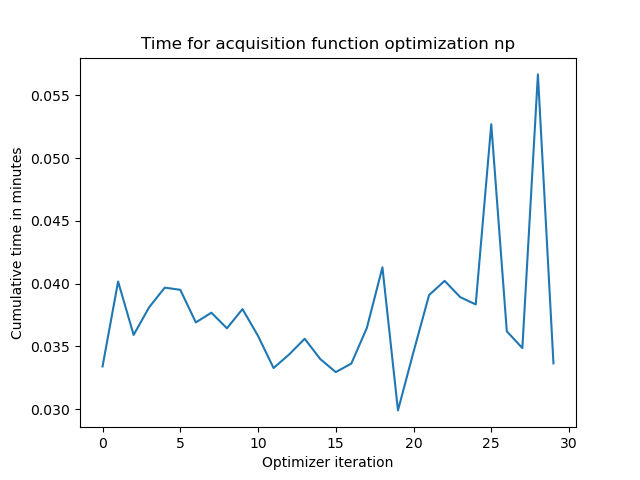 Time for acquisition function optimization np
Cumulative time in minutes
0.055
0.050
0.045
0.040
0.035
0.030
0 5 10 15 20 25 30
Optimizer iteration